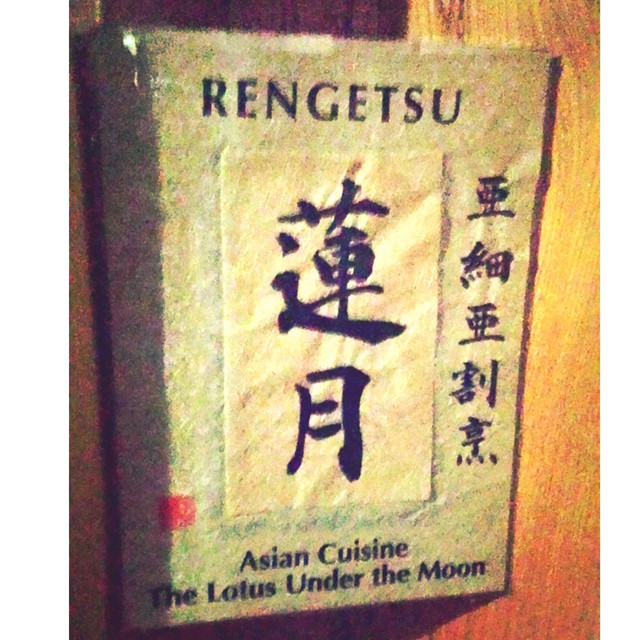 RENGETSU
蓮月
亜細亜割烹
Asian Cuisine
The Lotus Under the Moon